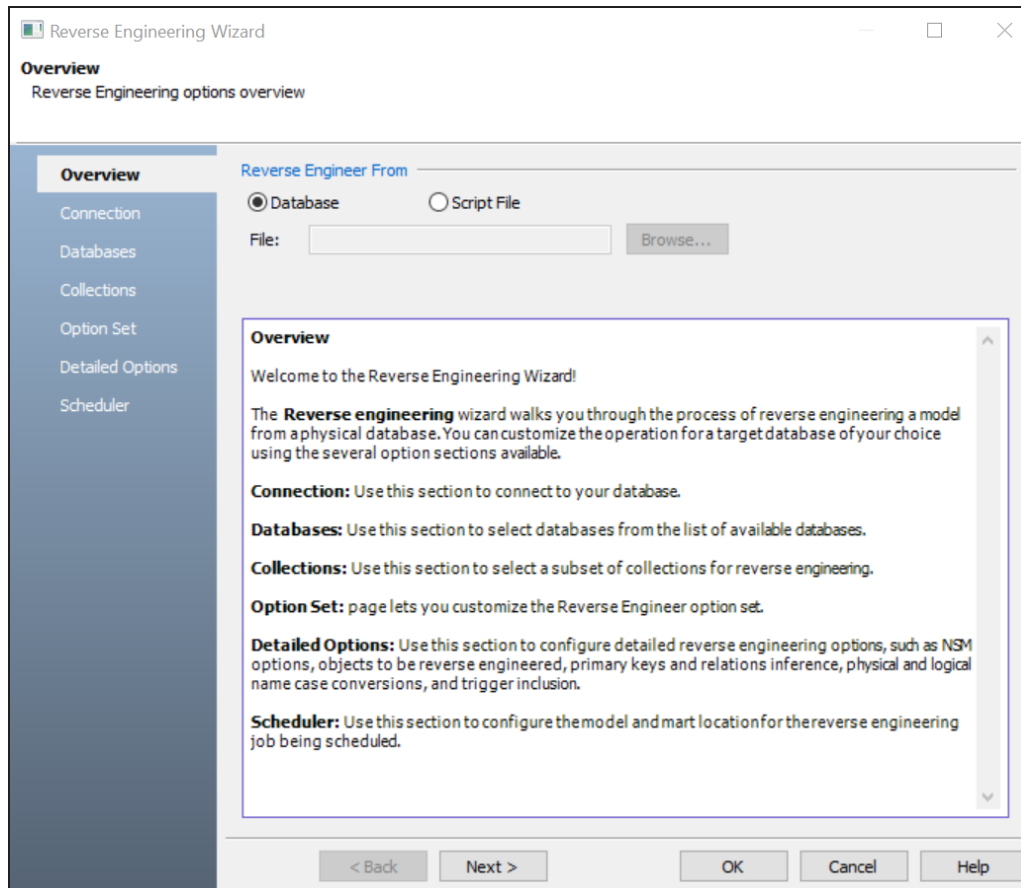 Reverse Engineering Wizard
Overview
Reverse Engineering options overview
Overview
Connection
Databases
Collections
Option Set
Detailed Options
Scheduler
Reverse Engineer From
Database Script File
File: Browse...
Overview
Welcome to the Reverse Engineering Wizard!
The Reverse engineering wizard walks you through the process of reverse engineering a model
from a physical database. You can customize the operation for a target database of your choice
using the several option sections available.
Connection: Use this section to connect to your database.
Databases: Use this section to select databases from the list of available databases.
Collections: Use this section to select a subset of collections for reverse engineering.
Option Set: page lets you customize the Reverse Engineer option set.
Detailed Options: Use this section to configure detailed reverse engineering options, such as NSM
options, objects to be reverse engineered, primary keys and relations inference, physical and logical
name case conversions, and trigger inclusion.
Scheduler: Use this section to configure the model and mart location for the reverse engineering
job being scheduled.
< Back Next > OK Cancel Help